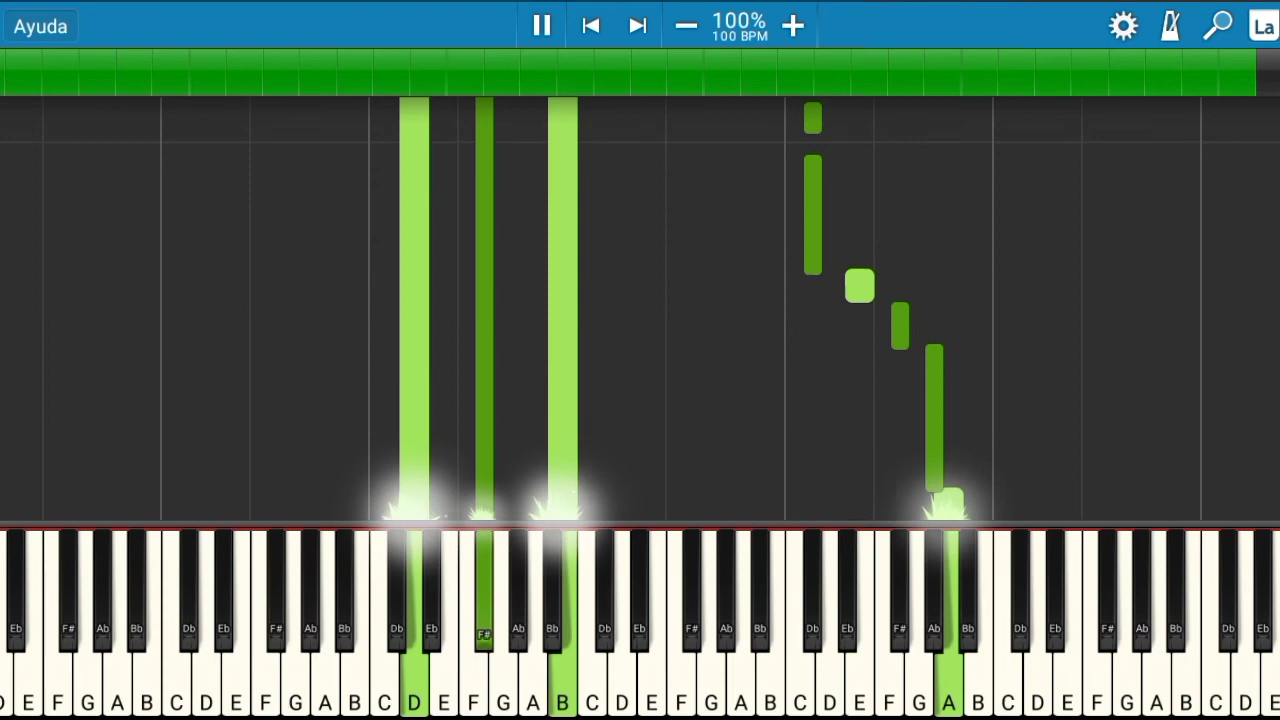 Ayuda
100%
100 BPM
La
Eb F# Ab Bb Db Eb F# Ab Bb Db Eb F# Ab Bb Db Eb F# Ab Bb Db Eb F# Ab Bb Db Eb F# Ab Bb Db Eb
D E F G A B C D E F G A B C D E F G A B C D E F G A B C D E F G A B C D E F G A B C D E